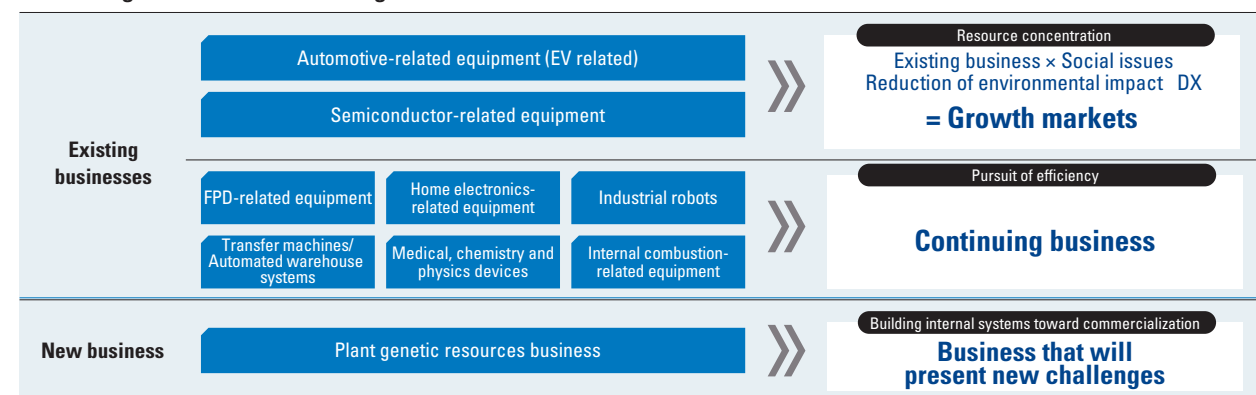 Automotive-related equipment (EV related)
Semiconductor-related equipment
Resource concentration
Existing business × Social issues
Reduction of environmental impact DX
= Growth markets
Existing
businesses
FPD-related equipment
Home electronics-
related equipment
Industrial robots
Transfer machines/
Automated warehouse
systems
Medical, chemistry and
physics devices
Internal combustion-
related equipment
Pursuit of efficiency
Continuing business
New business
Plant genetic resources business
Building internal systems toward commercialization
Business that will
present new challenges